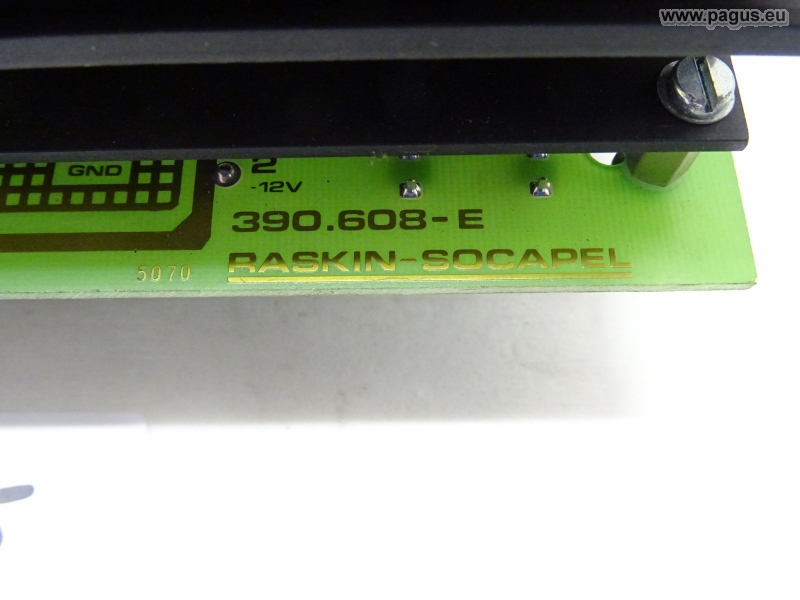 www.pagus.eu
GND
2
-12V
390.608-E
5070
RASKIN-SOCAPEL